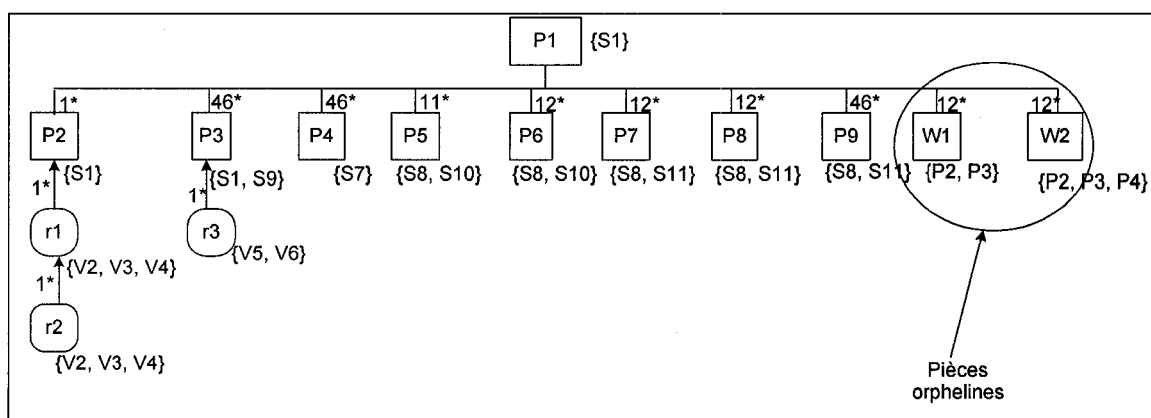 P1 {S1}
1* 46* 46* 11* 12* 12* 12* 46* 12* 12*
P2 P3 P4 P5 P6 P7 P8 P9 W1 W2
{S1} {S1, S9} {S7} {S8, S10} {S8, S10} {S8, S11} {S8, S11} {S8, S11} {P2, P3} {P2, P3, P4}
1* 1*
r1 r3
{V2, V3, V4} {V5, V6}
1*
r2
{V2, V3, V4}
Pièces
orphelines